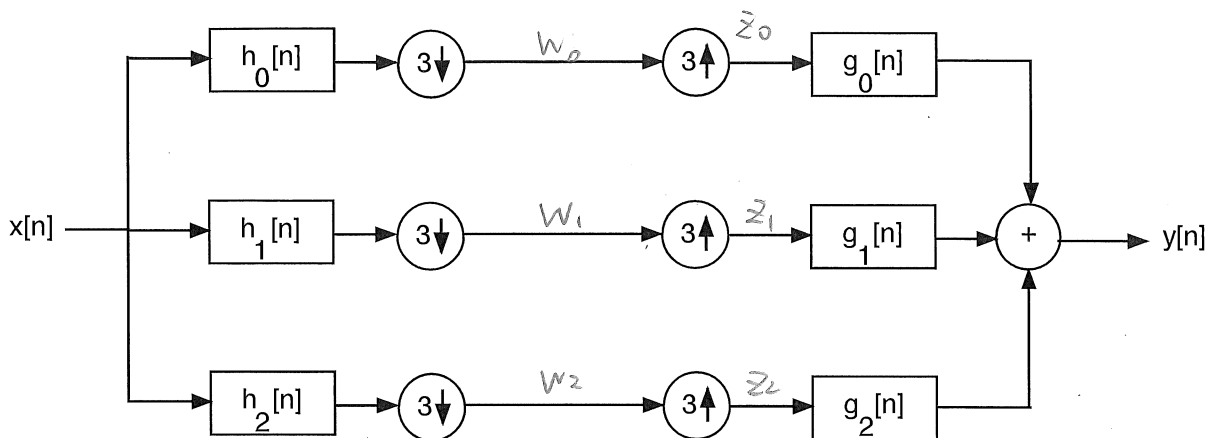 h0[n] 3↓ W0 3↑ Z0 g0[n]
x[n] h1[n] 3↓ W1 3↑ Z1 g1[n] + y[n]
h2[n] 3↓ W2 3↑ Z2 g2[n]